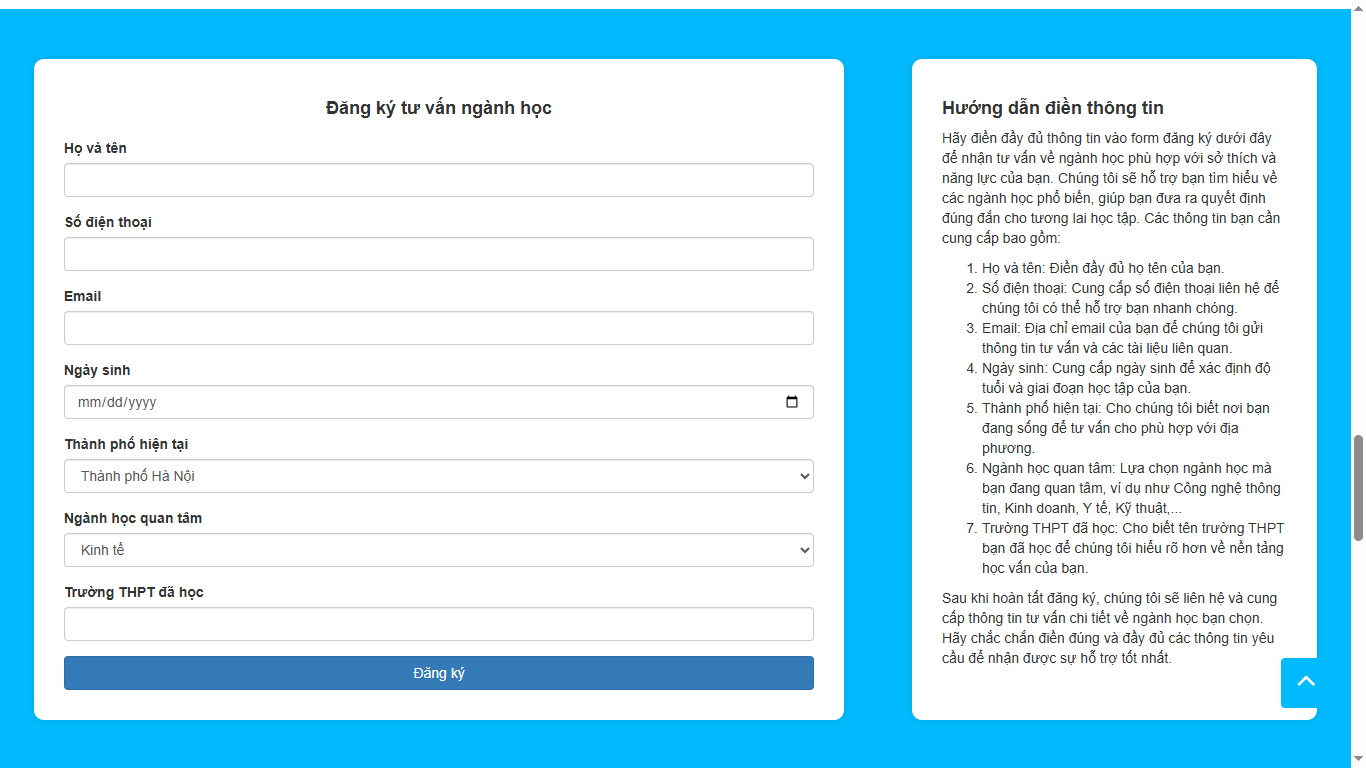 Đăng ký tư vấn ngành học
Họ và tên
Số điện thoại
Email
Ngày sinh
mm/dd/yyyy
Thành phố hiện tại
Thành phố Hà Nội
Ngành học quan tâm
Kinh tế
Trường THPT đã học
Đăng ký
Hướng dẫn điền thông tin
Hãy điền đầy đủ thông tin vào form đăng ký dưới đây
để nhận tư vấn về ngành học phù hợp với sở thích và
năng lực của bạn. Chúng tôi sẽ hỗ trợ bạn tìm hiểu về
các ngành học phổ biến, giúp bạn đưa ra quyết định
đúng đắn cho tương lai học tập. Các thông tin bạn cần
cung cấp bao gồm:
1. Họ và tên: Điền đầy đủ họ tên của bạn.
2. Số điện thoại: Cung cấp số điện thoại liên hệ để
chúng tôi có thể hỗ trợ bạn nhanh chóng.
3. Email: Địa chỉ email của bạn để chúng tôi gửi
thông tin tư vấn và các tài liệu liên quan.
4. Ngày sinh: Cung cấp ngày sinh để xác định độ
tuổi và giai đoạn học tập của bạn.
5. Thành phố hiện tại: Cho chúng tôi biết nơi bạn
đang sống để tư vấn cho phù hợp với địa
phương.
6. Ngành học quan tâm: Lựa chọn ngành học mà
bạn đang quan tâm, ví dụ như Công nghệ thông
tin, Kinh doanh, Y tế, Kỹ thuật,...
7. Trường THPT đã học: Cho biết tên trường THPT
bạn đã học để chúng tôi hiểu rõ hơn về nền tảng
học vấn của bạn.
Sau khi hoàn tất đăng ký, chúng tôi sẽ liên hệ và cung
cấp thông tin tư vấn chi tiết về ngành học bạn chọn.
Hãy chắc chắn điền đúng và đầy đủ các thông tin yêu
cầu để nhận được sự hỗ trợ tốt nhất.